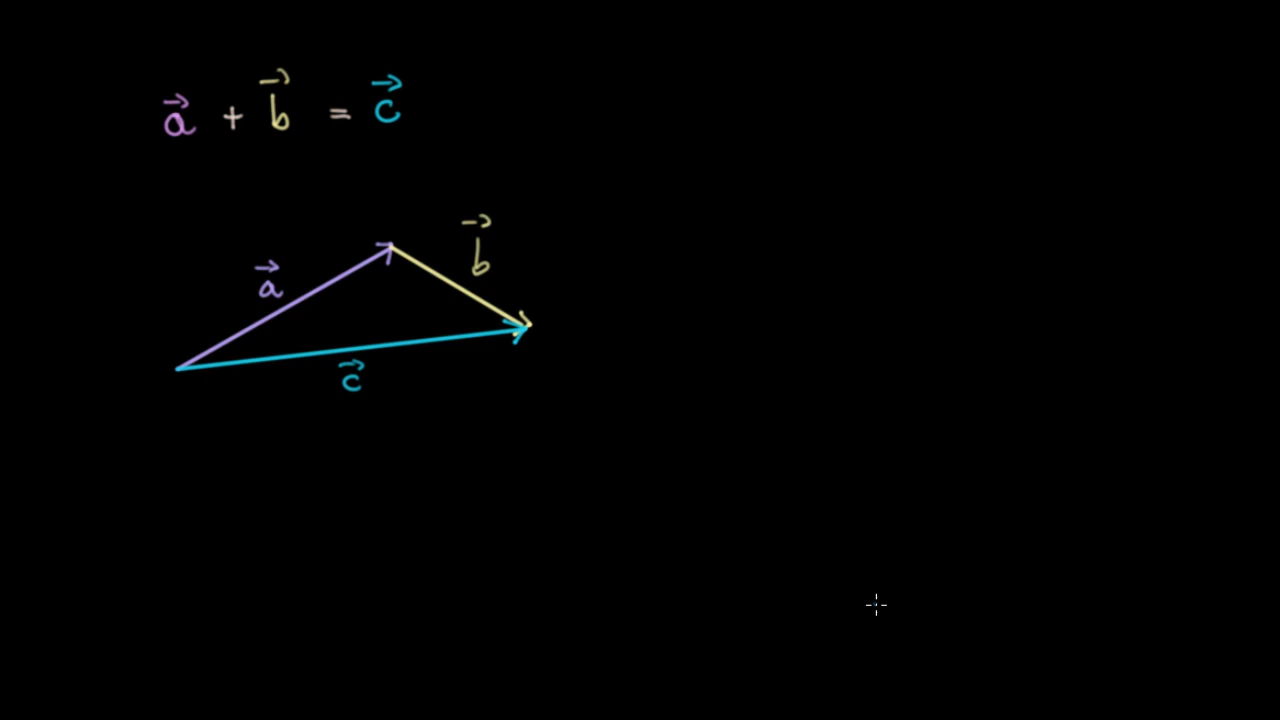 a⃗ + b⃗ = c⃗
b⃗
a⃗
c⃗